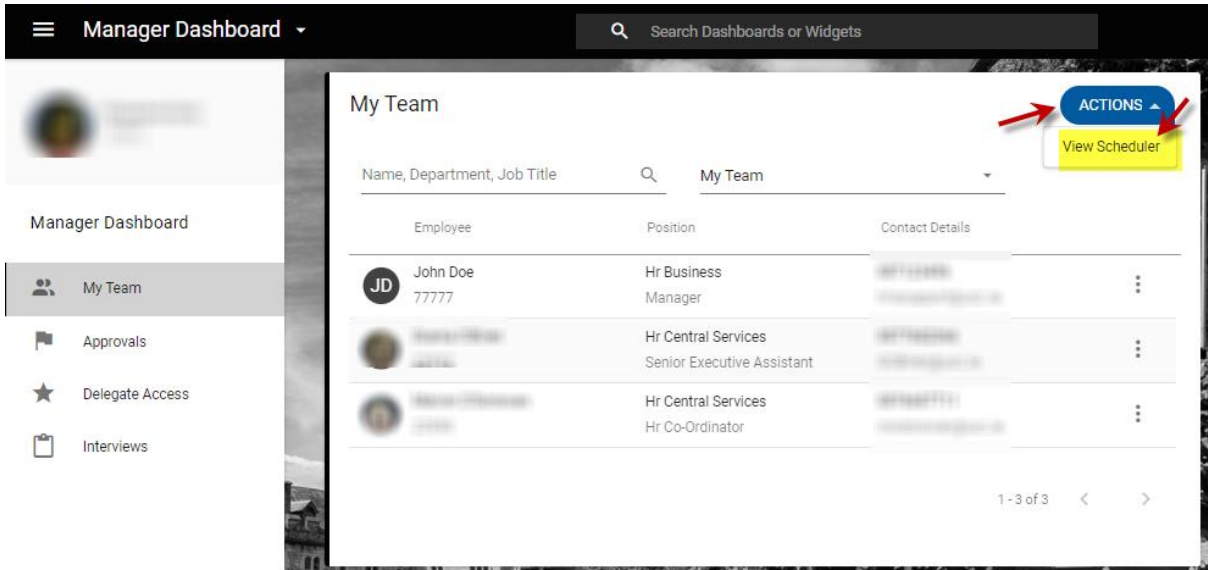 Manager Dashboard
Search Dashboards or Widgets
My Team
ACTIONS
View Scheduler
Name, Department, Job Title
My Team
Manager Dashboard
Employee
Position
Contact Details
My Team
JD
John Doe
Hr Business
77777
Manager
Approvals
Hr Central Services
Senior Executive Assistant
Delegate Access
Hr Central Services
Hr Co-Ordinator
Interviews
1 - 3 of 3